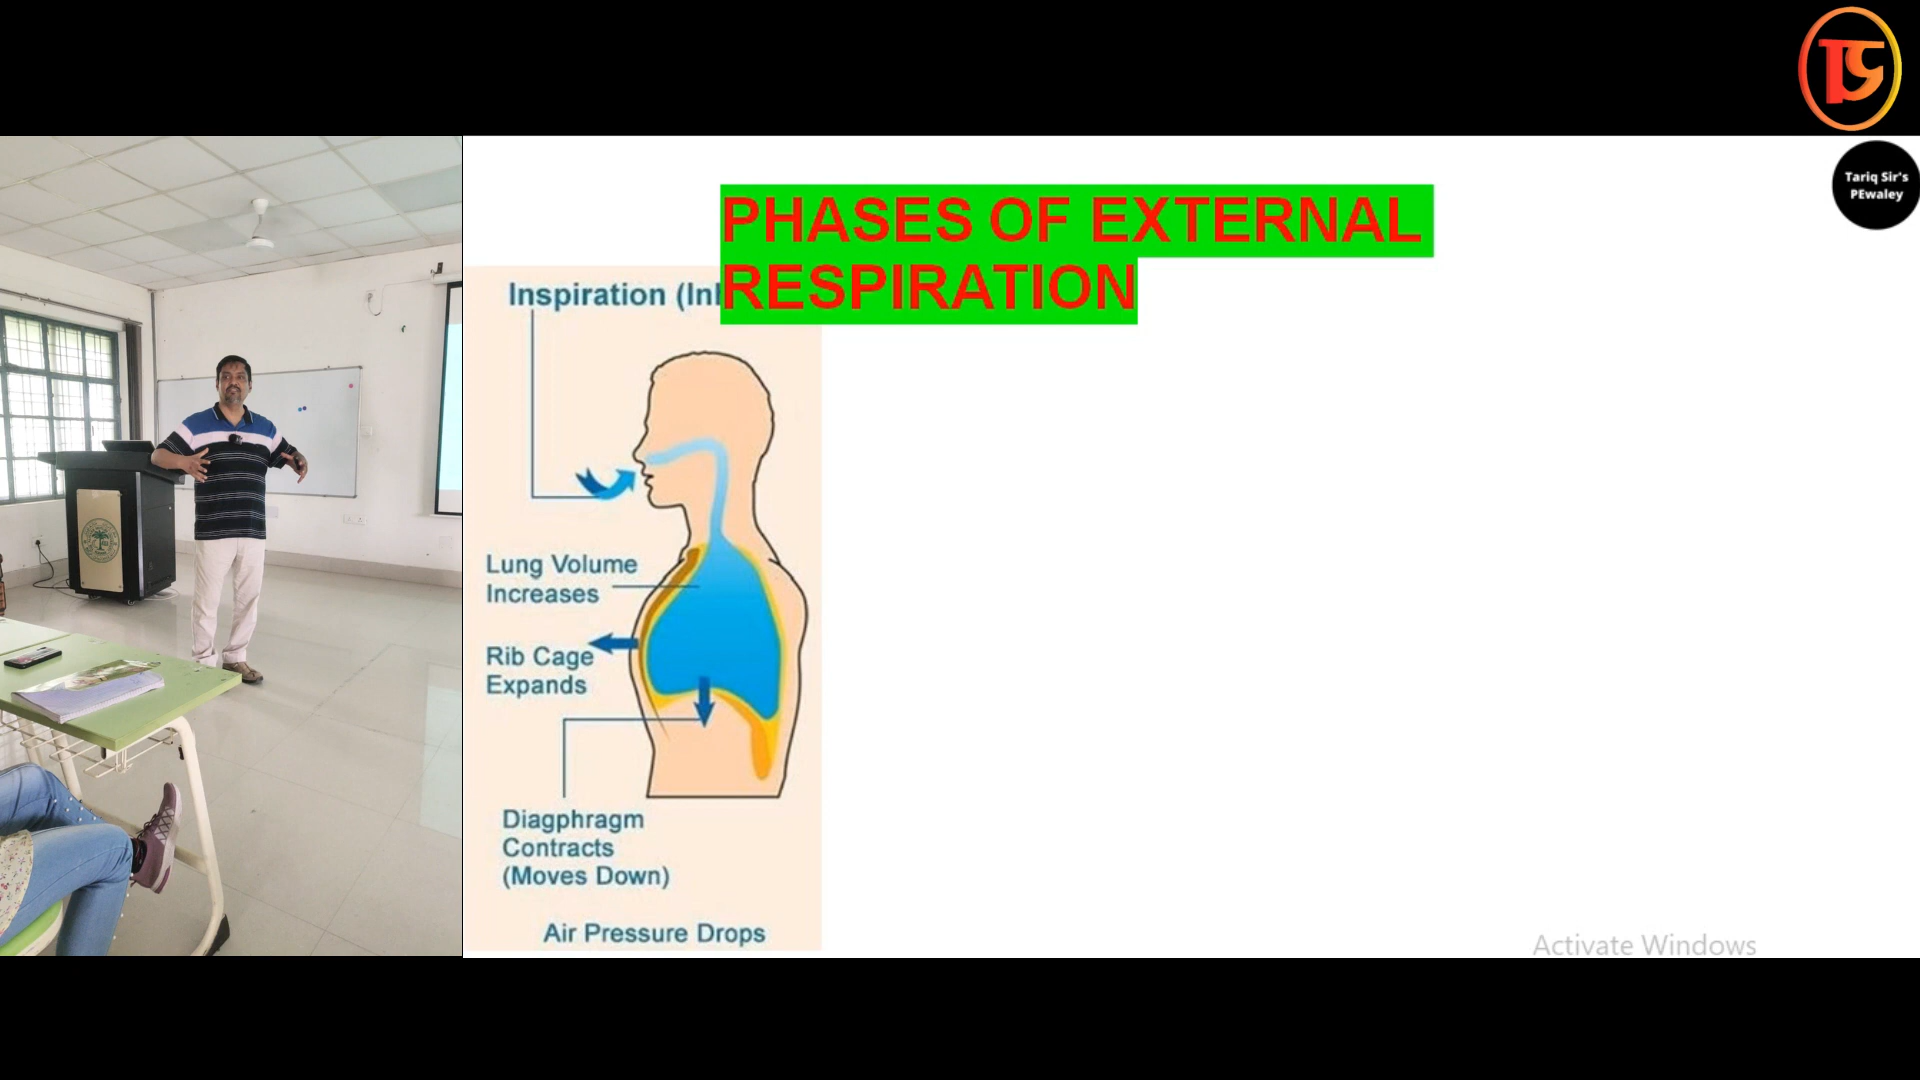 Tariq Sir's
PEwaley
PHASES OF EXTERNAL
RESPIRATION
Inspiration (Inh
Lung Volume
Increases
Rib Cage
Expands
Diagphragm
Contracts
(Moves Down)
Air Pressure Drops
Activate Windows